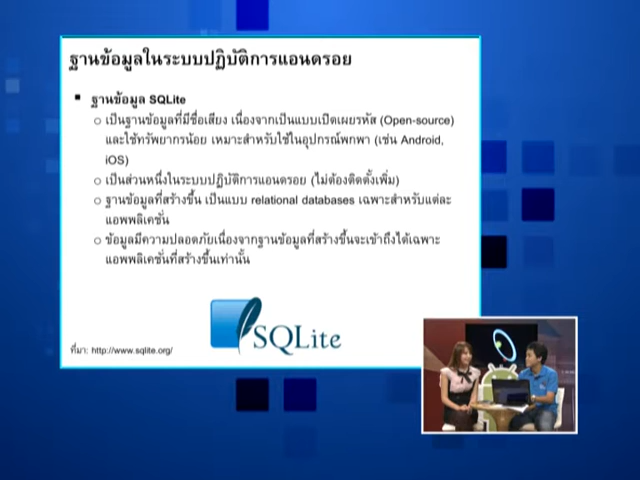 ฐานข้อมูลในระบบปฏิบัติการแอนดรอย
▪ ฐานข้อมูล SQLite
o เป็นฐานข้อมูลที่มีชื่อเสียง เนื่องจากเป็นแบบเปิดเผยรหัส (Open-source)
และใช้ทรัพยากรน้อย เหมาะสำหรับใช้ในอุปกรณ์พกพา (เช่น Android,
iOS)
o เป็นส่วนหนึ่งในระบบปฏิบัติการแอนดรอย (ไม่ต้องติดตั้งเพิ่ม)
o ฐานข้อมูลที่สร้างขึ้น เป็นแบบ relational databases เฉพาะสำหรับแต่ละ
แอพพลิเคชั่น
o ข้อมูลมีความปลอดภัยเนื่องจากฐานข้อมูลที่สร้างขึ้นจะเข้าถึงได้เฉพาะ
แอพพลิเคชั่นที่สร้างขึ้นเท่านั้น
SQLite
ที่มา: http://www.sqlite.org/